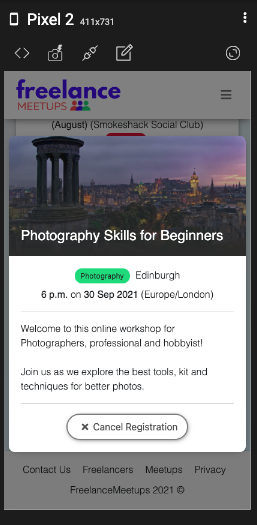 Pixel 2 411x731
freelance
MEETUPS
(August) (Smokeshack Social Club)
Photography Skills for Beginners
Photography Edinburgh
6 p.m. on 30 Sep 2021 (Europe/London)
Welcome to this online workshop for
Photographers, professional and hobbyist!
Join us as we explore the best tools, kit and
techniques for better photos.
× Cancel Registration
Contact Us Freelancers Meetups Privacy
FreelanceMeetups 2021 ©